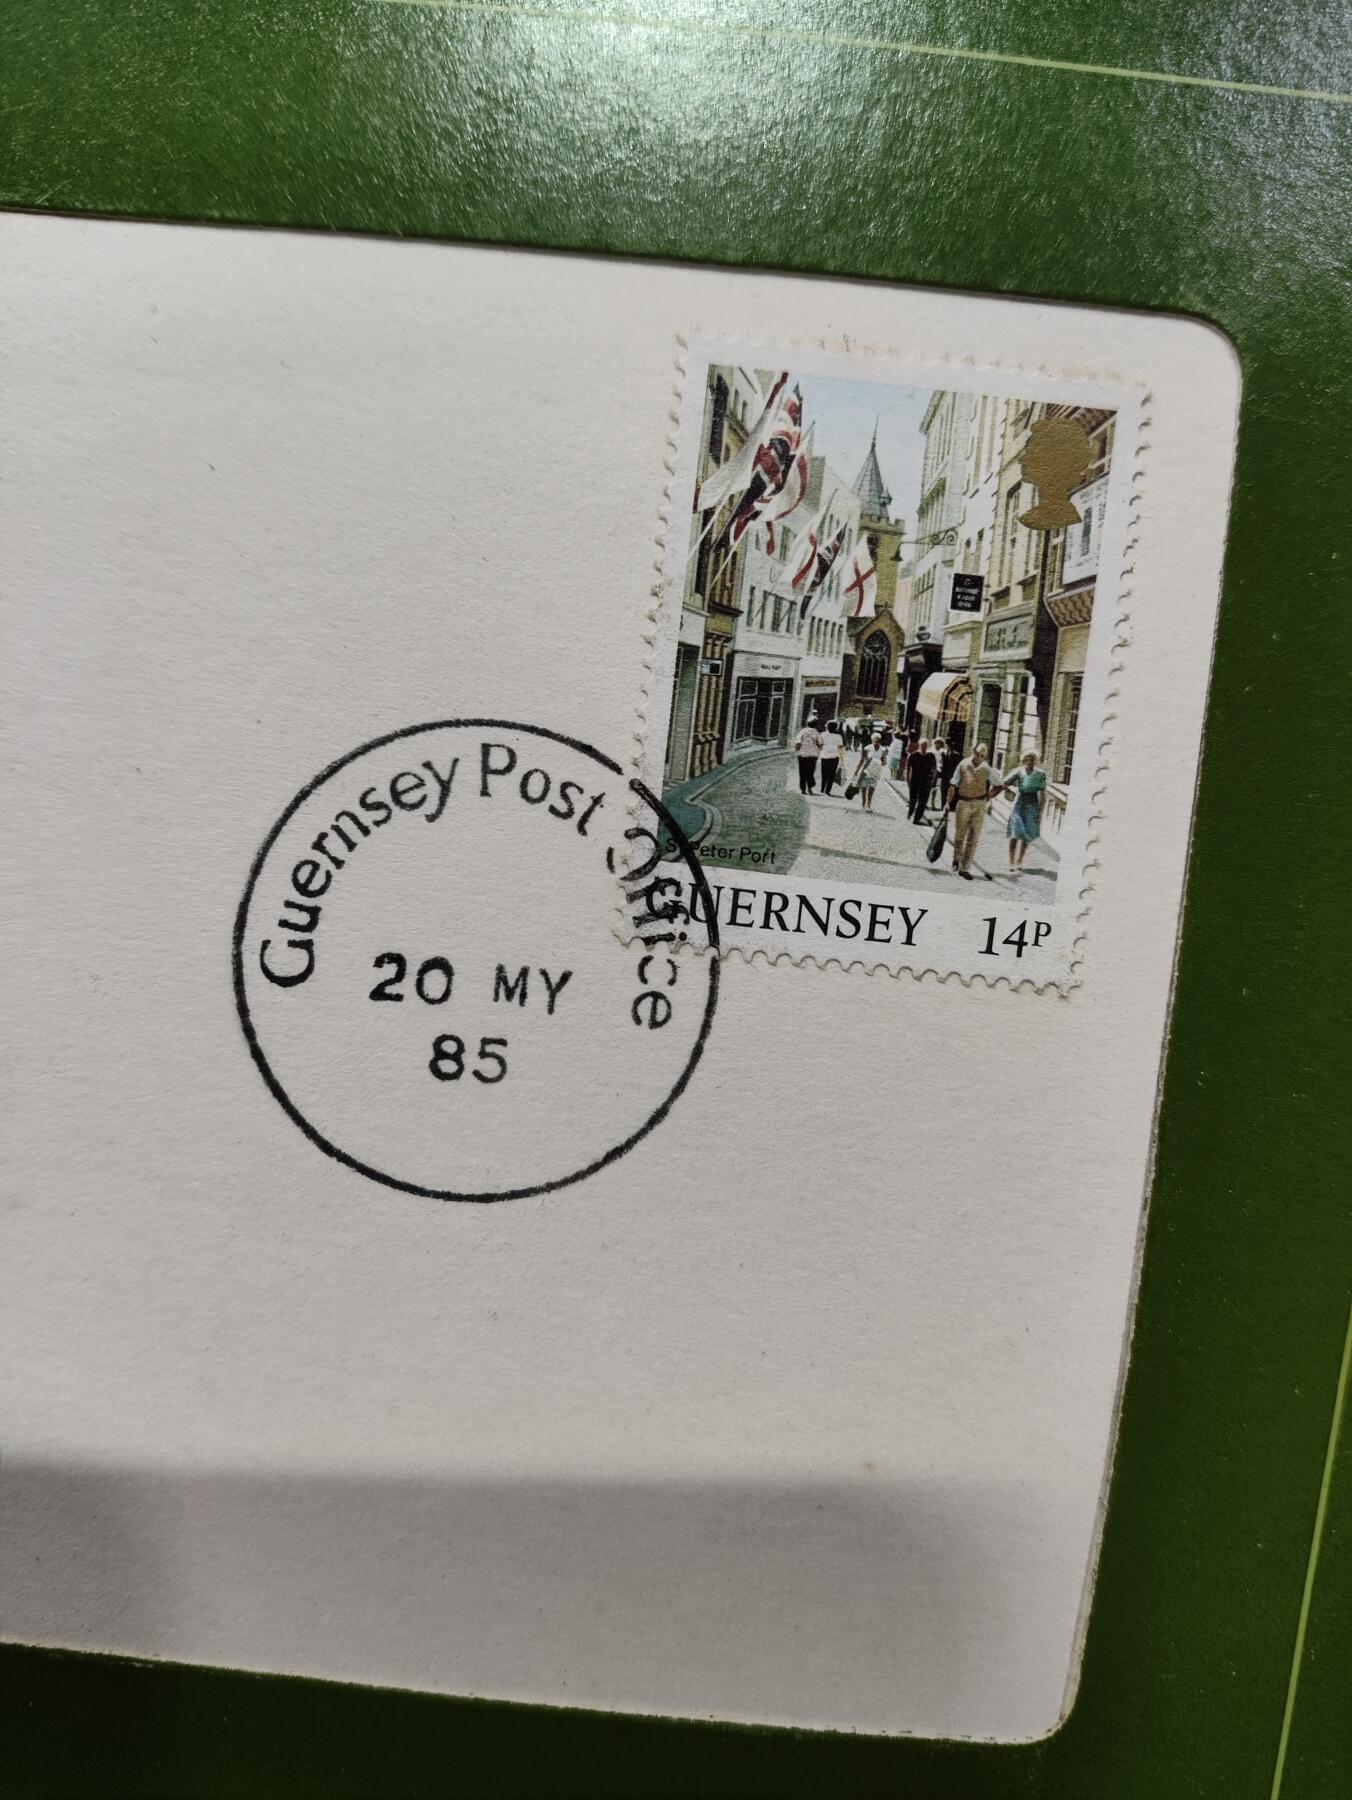 St Peter Port
GUERNSEY 14P
Guernsey Post Office
20 MY
85